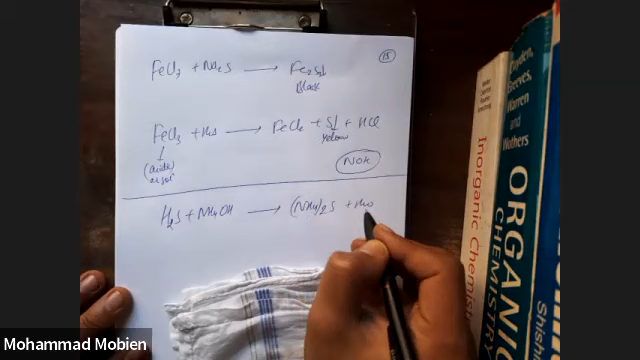 FeCl3 + Na2S → Fe2S3↓
Black
15
FeCl3 + H2S → FeCl2 + S↓ + HCl
Yellow
(acidic)
NOR
H2S + NH4OH → (NH4)2S + H2O
Inorganic Chemistry
Clayden,
Greeves,
Warren
and
Wothers
ORGANIC
CHEMISTRY
Mohammad Mobien